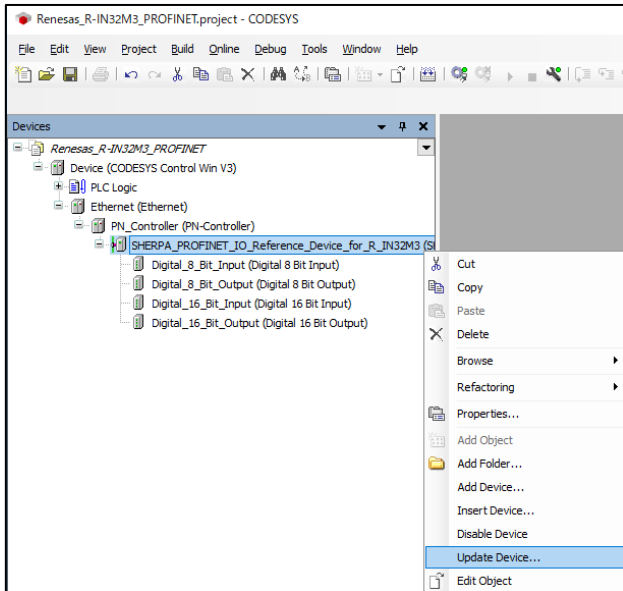 Renesas_R-IN32M3_PROFINET.project - CODESYS
File Edit View Project Build Online Debug Tools Window Help
Devices
Renesas_R-IN32M3_PROFINET
Device (CODESYS Control Win V3)
PLC Logic
Ethernet (Ethernet)
PN_Controller (PN-Controller)
SHERPA_PROFINET_IO_Reference_Device_for_R_IN32M3 (SH
Digital_8_Bit_Input (Digital 8 Bit Input)
Digital_8_Bit_Output (Digital 8 Bit Output)
Digital_16_Bit_Input (Digital 16 Bit Input)
Digital_16_Bit_Output (Digital 16 Bit Output)
Cut
Copy
Paste
Delete
Browse
Refactoring
Properties...
Add Object
Add Folder...
Add Device...
Insert Device...
Disable Device
Update Device...
Edit Object